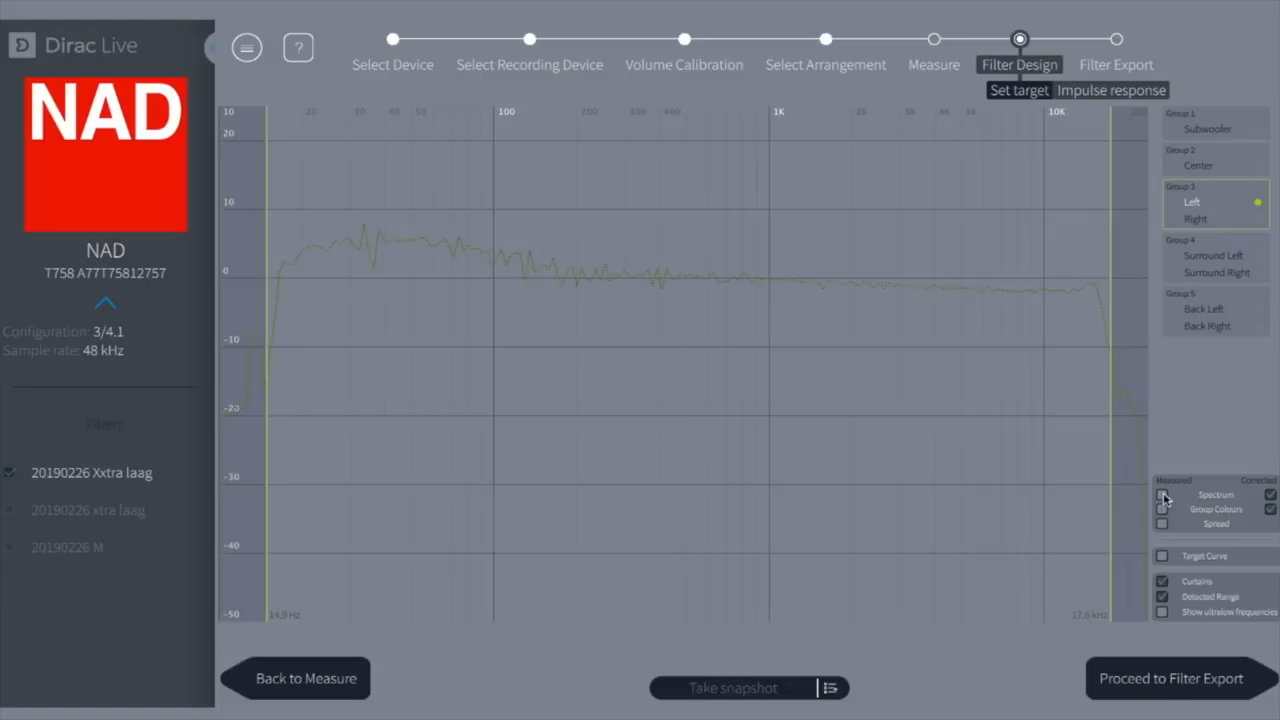 Dirac Live
NAD
NAD
T758 A77T75812757
Configuration: 3/4.1
Sample rate: 48 kHz
Filters
20190226 Xxtra laag
20190226 xtra laag
20190226 M
?
Select Device
Select Recording Device
Volume Calibration
Select Arrangement
Measure
Filter Design
Filter Export
Set target
Impulse response
10 20 30 40 50 100 200 300 400 1K 2K 3K 4K 5K 10K
20
10
0
-10
-20
-30
-40
-50
14,9 Hz
17,6 kHz
Group 1
Subwoofer
Group 2
Center
Group 3
Left
Right
Group 4
Surround Left
Surround Right
Group 5
Back Left
Back Right
Measured Corrected
Spectrum
Group Colours
Spread
Target Curve
Curtains
Detected Range
Show ultralow frequencies
Back to Measure
Take snapshot
Proceed to Filter Export